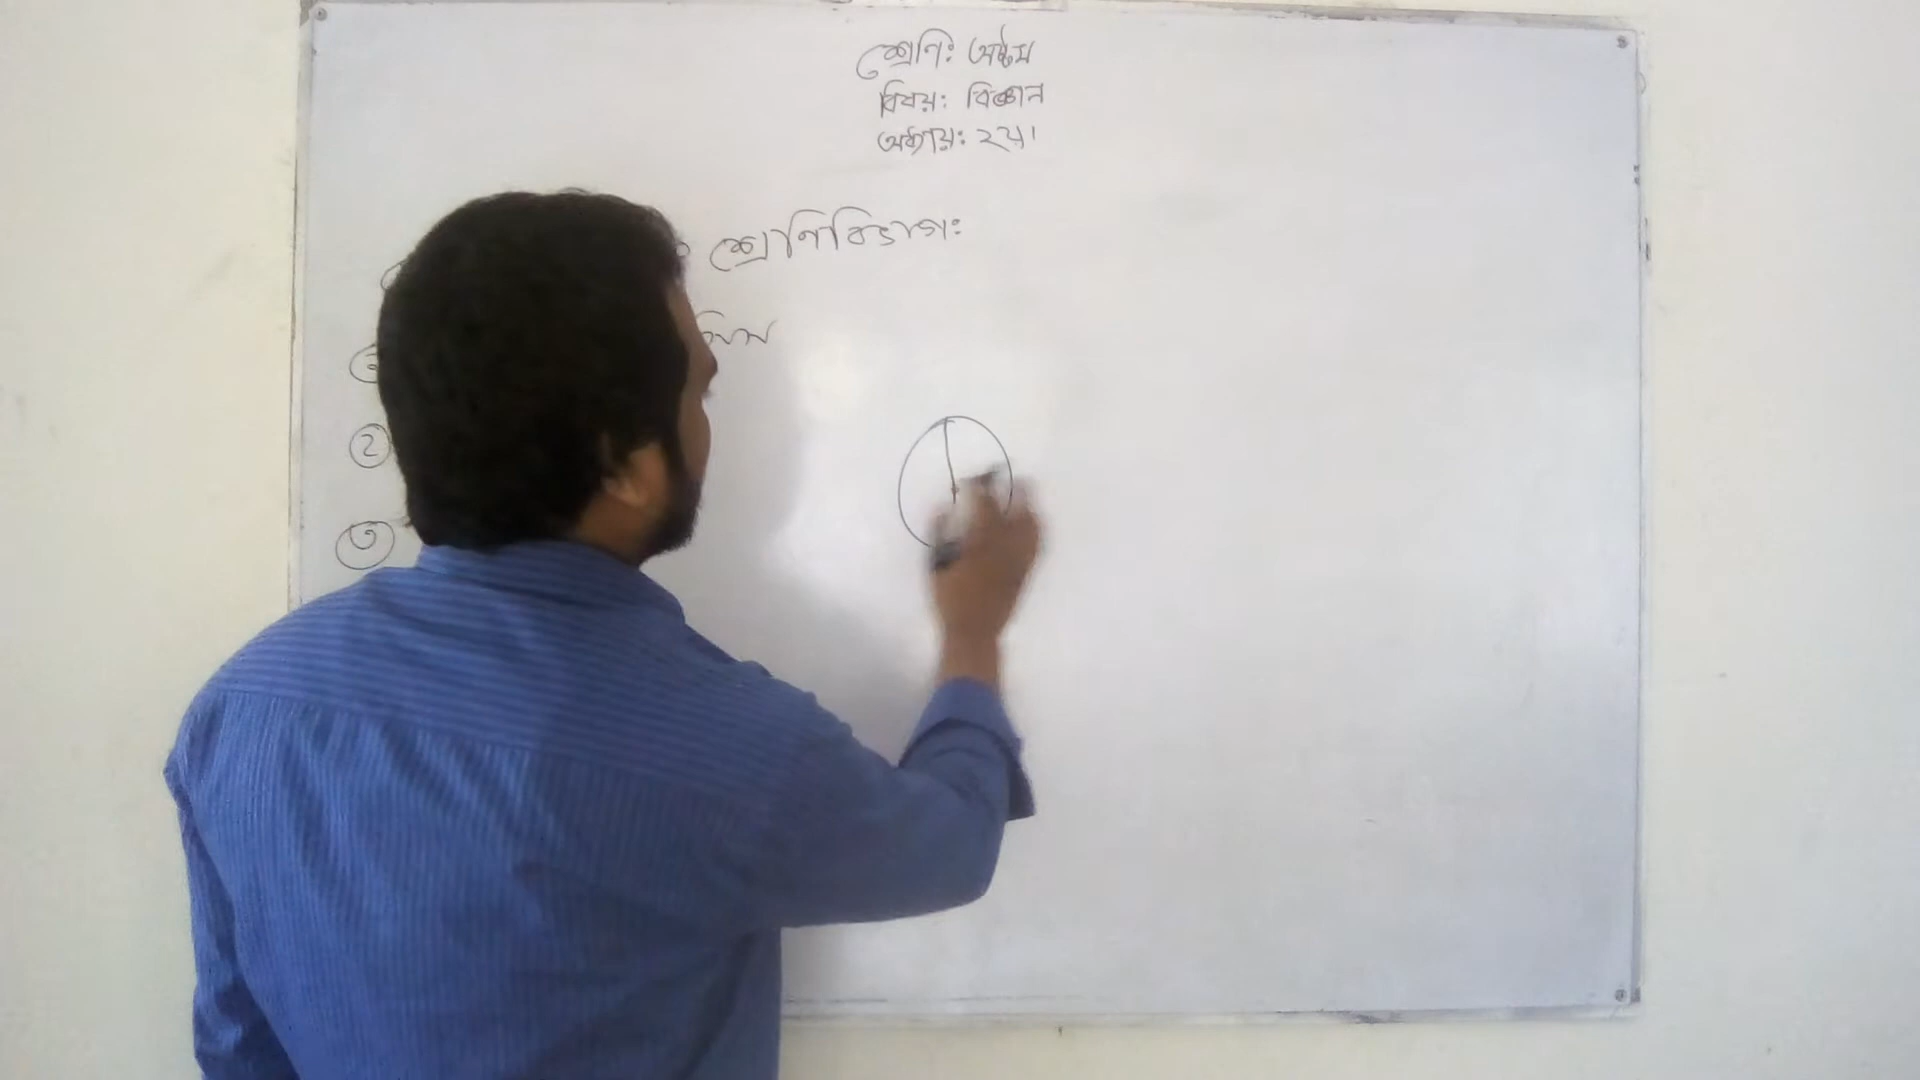 শ্রেণিঃ অষ্টম
বিষয়ঃ বিজ্ঞান
অধ্যায়ঃ ২য়।
শ্রেণিবিভাগঃ
২
৩